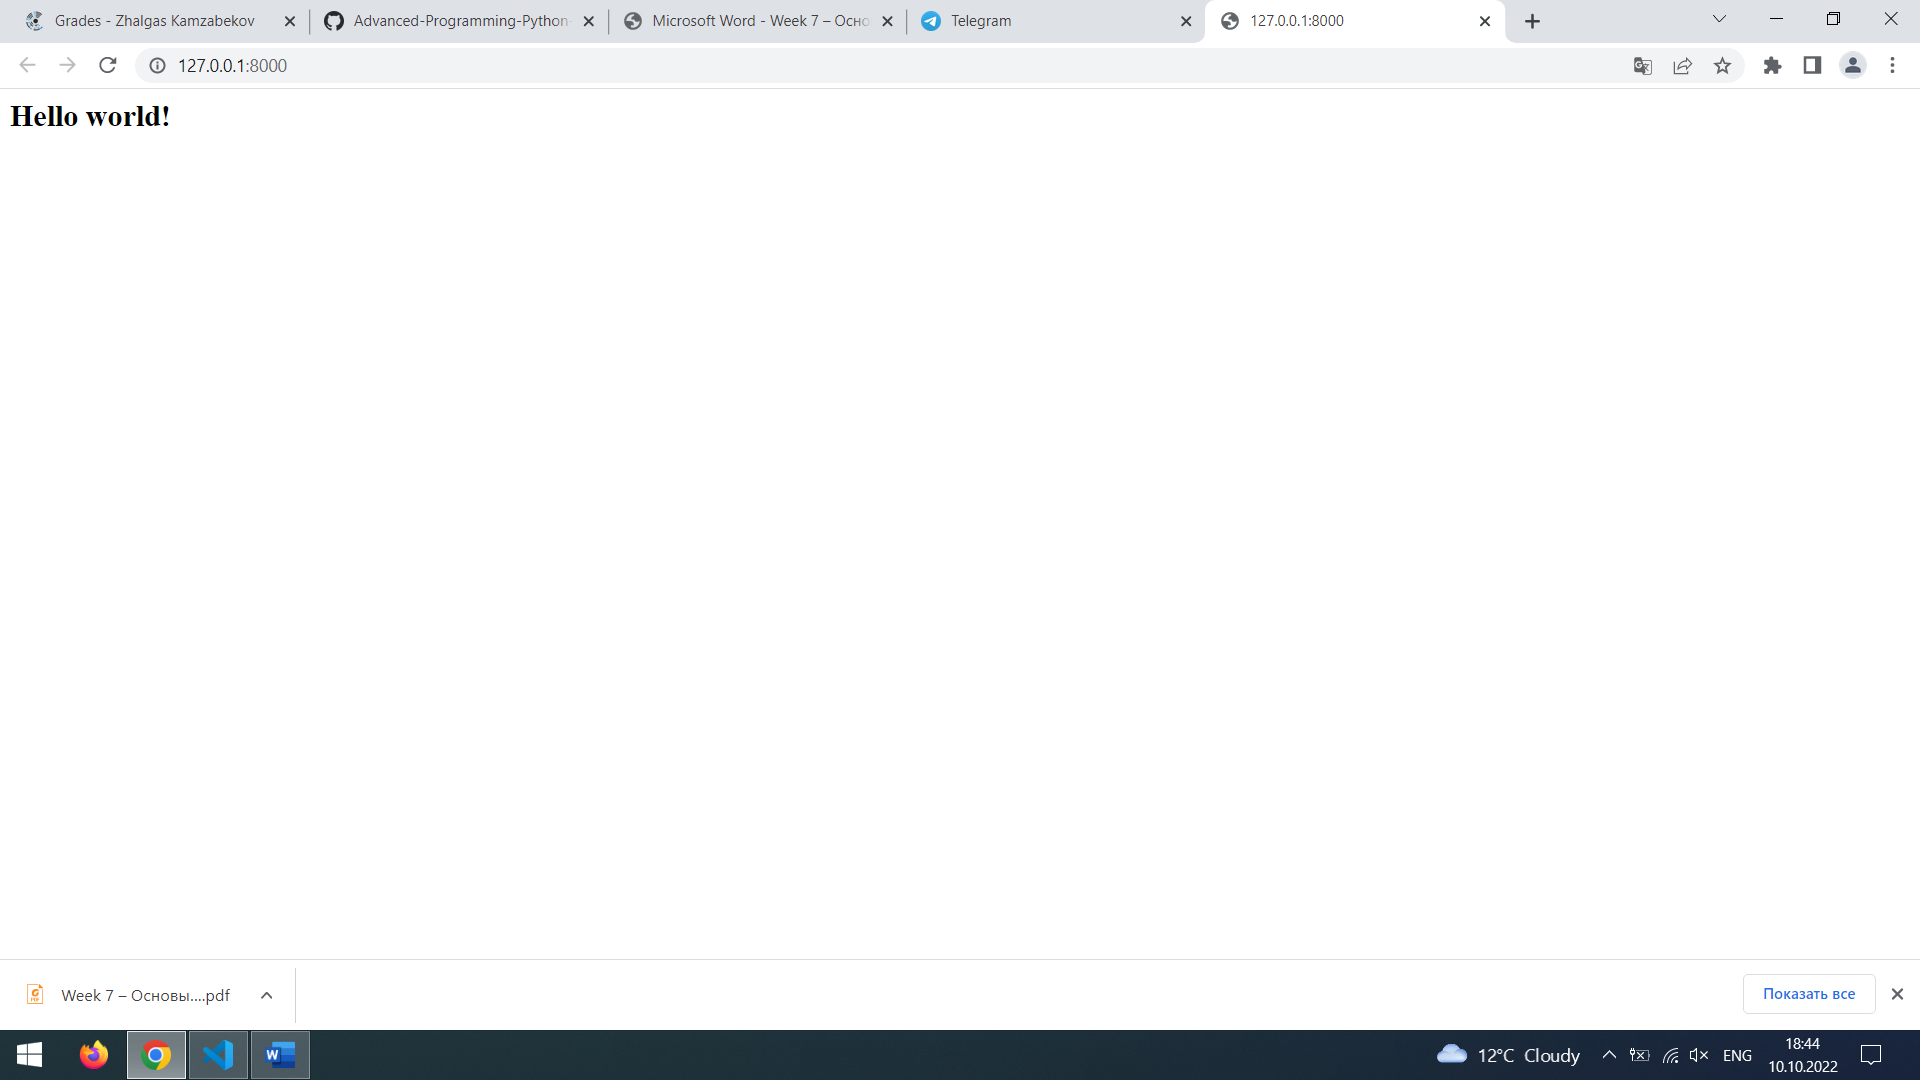 Grades - Zhalgas Kamzabekov
Advanced-Programming-Python-
Microsoft Word - Week 7 – Осно
Telegram
127.0.0.1:8000
127.0.0.1:8000
Hello world!
Week 7 – Основы....pdf
Показать все
12°C Cloudy
ENG
18:44
10.10.2022